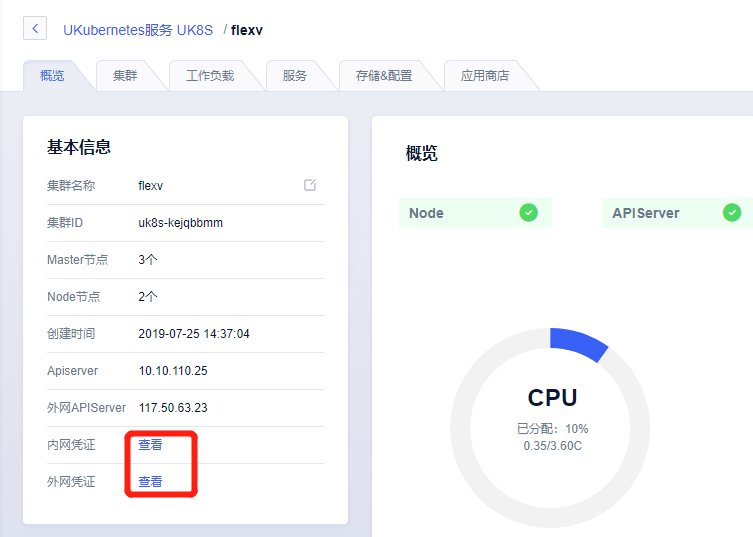 UKubernetes服务 UK8S / flexv
概览 集群 工作负载 服务 存储&配置 应用商店
基本信息
集群名称 flexv
集群ID uk8s-kejqbbmm
Master节点 3个
Node节点 2个
创建时间 2019-07-25 14:37:04
Apiserver 10.10.110.25
外网APIServer 117.50.63.23
内网凭证 查看
外网凭证 查看
概览
Node APIServer
CPU
已分配：10%
0.35/3.60C